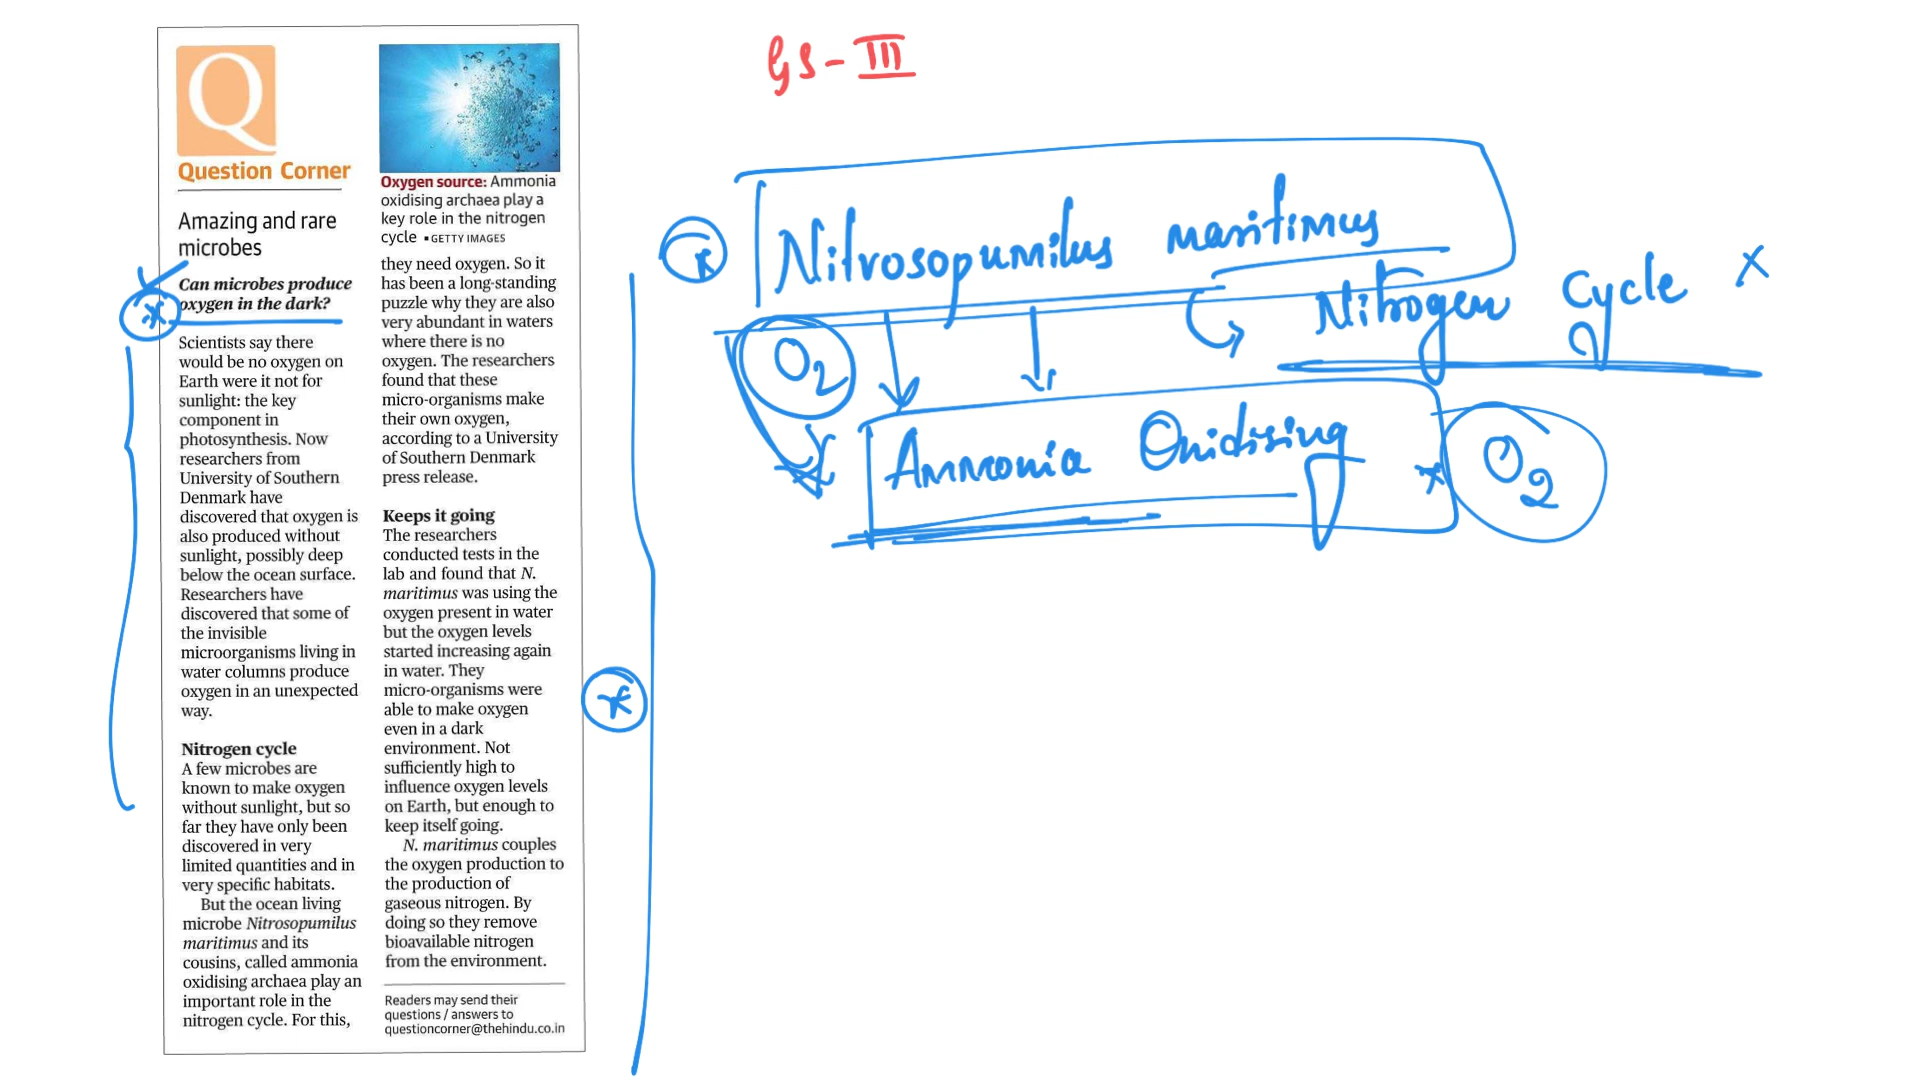 Q
Question Corner
Amazing and rare
microbes
Can microbes produce
oxygen in the dark?
Scientists say there
would be no oxygen on
Earth were it not for
sunlight: the key
component in
photosynthesis. Now
researchers from
University of Southern
Denmark have
discovered that oxygen is
also produced without
sunlight, possibly deep
below the ocean surface.
Researchers have
discovered that some of
the invisible
microorganisms living in
water columns produce
oxygen in an unexpected
way.
Nitrogen cycle
A few microbes are
known to make oxygen
without sunlight, but so
far they have only been
discovered in very
limited quantities and in
very specific habitats.
But the ocean living
microbe Nitrosopumilus
maritimus and its
cousins, called ammonia
oxidising archaea play an
important role in the
nitrogen cycle. For this,
Oxygen source: Ammonia
oxidising archaea play a
key role in the nitrogen
cycle ▪ GETTY IMAGES
they need oxygen. So it
has been a long-standing
puzzle why they are also
very abundant in waters
where there is no
oxygen. The researchers
found that these
micro-organisms make
their own oxygen,
according to a University
of Southern Denmark
press release.
Keeps it going
The researchers
conducted tests in the
lab and found that N.
maritimus was using the
oxygen present in water
but the oxygen levels
started increasing again
in water. They
micro-organisms were
able to make oxygen
even in a dark
environment. Not
sufficiently high to
influence oxygen levels
on Earth, but enough to
keep itself going.
N. maritimus couples
the oxygen production to
the production of
gaseous nitrogen. By
doing so they remove
bioavailable nitrogen
from the environment.
Readers may send their
questions / answers to
questioncorner@thehindu.co.in
GS-III
Nitrosopumilus maritimus
Nitrogen Cycle
O2
Ammonia Oxidising
O2